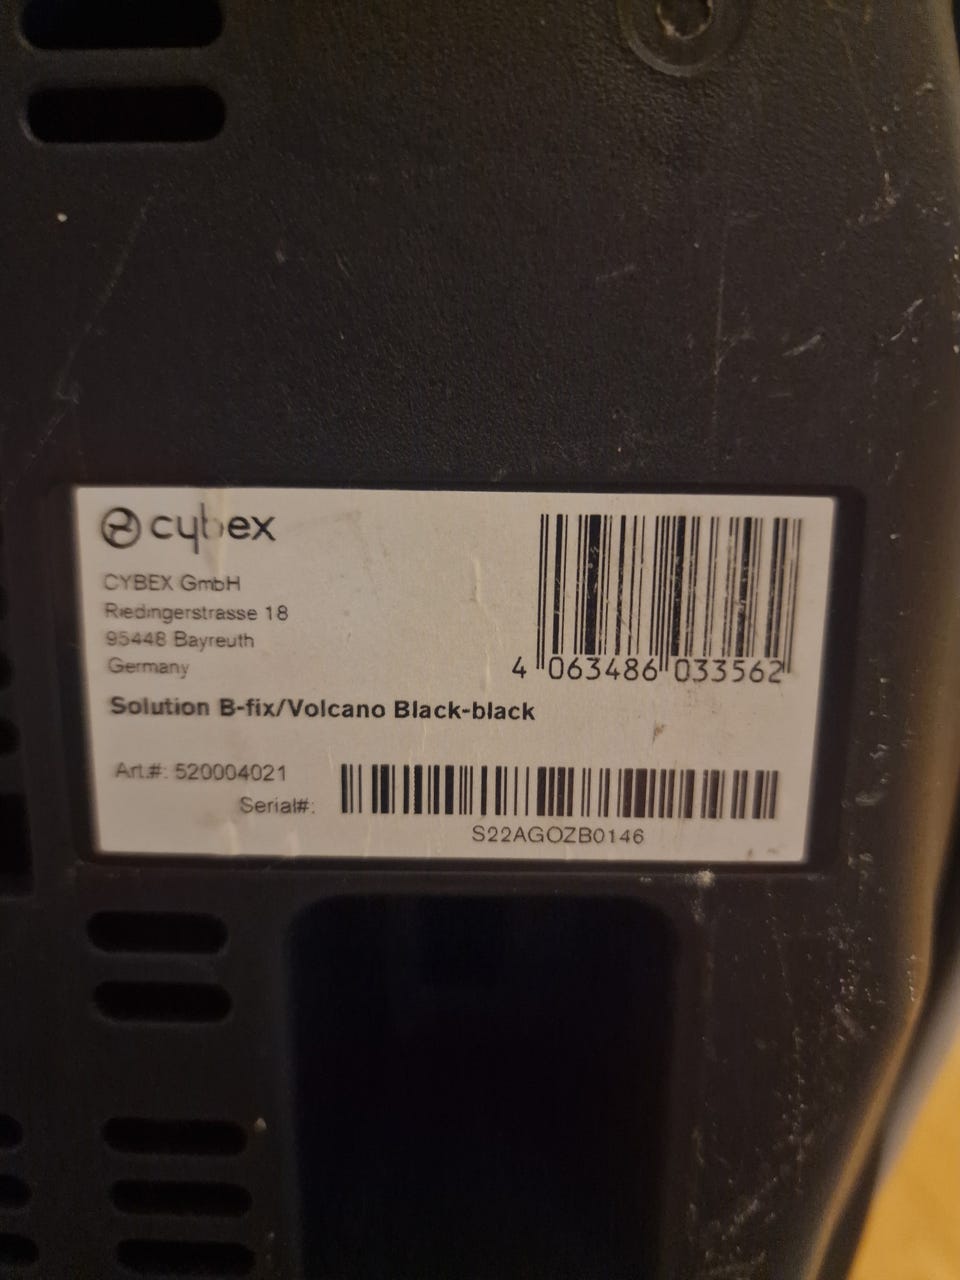 cybex
CYBEX GmbH
Riedingerstrasse 18
95448 Bayreuth
Germany
4 063486 033562
Solution B-fix/Volcano Black-black
Art.#: 520004021
Serial#:
S22AGOZB0146